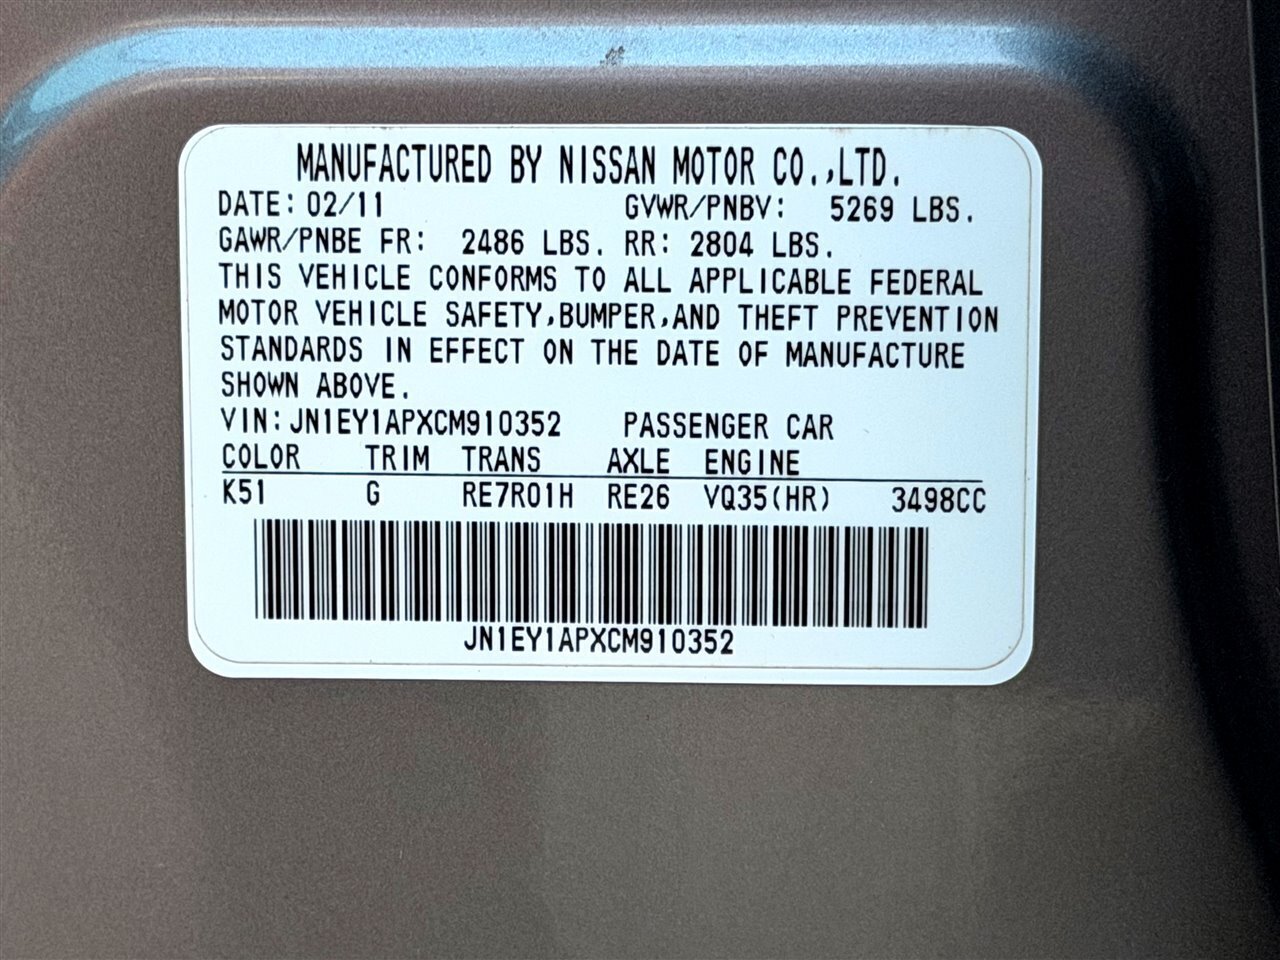 MANUFACTURED BY NISSAN MOTOR CO.,LTD.
DATE: 02/11 GVWR/PNBV: 5269 LBS.
GAWR/PNBE FR: 2486 LBS. RR: 2804 LBS.
THIS VEHICLE CONFORMS TO ALL APPLICABLE FEDERAL
MOTOR VEHICLE SAFETY,BUMPER,AND THEFT PREVENTION
STANDARDS IN EFFECT ON THE DATE OF MANUFACTURE
SHOWN ABOVE.
VIN:JN1EY1APXCM910352 PASSENGER CAR
COLOR TRIM TRANS AXLE ENGINE
K51 G RE7R01H RE26 VQ35(HR) 3498CC
JN1EY1APXCM910352